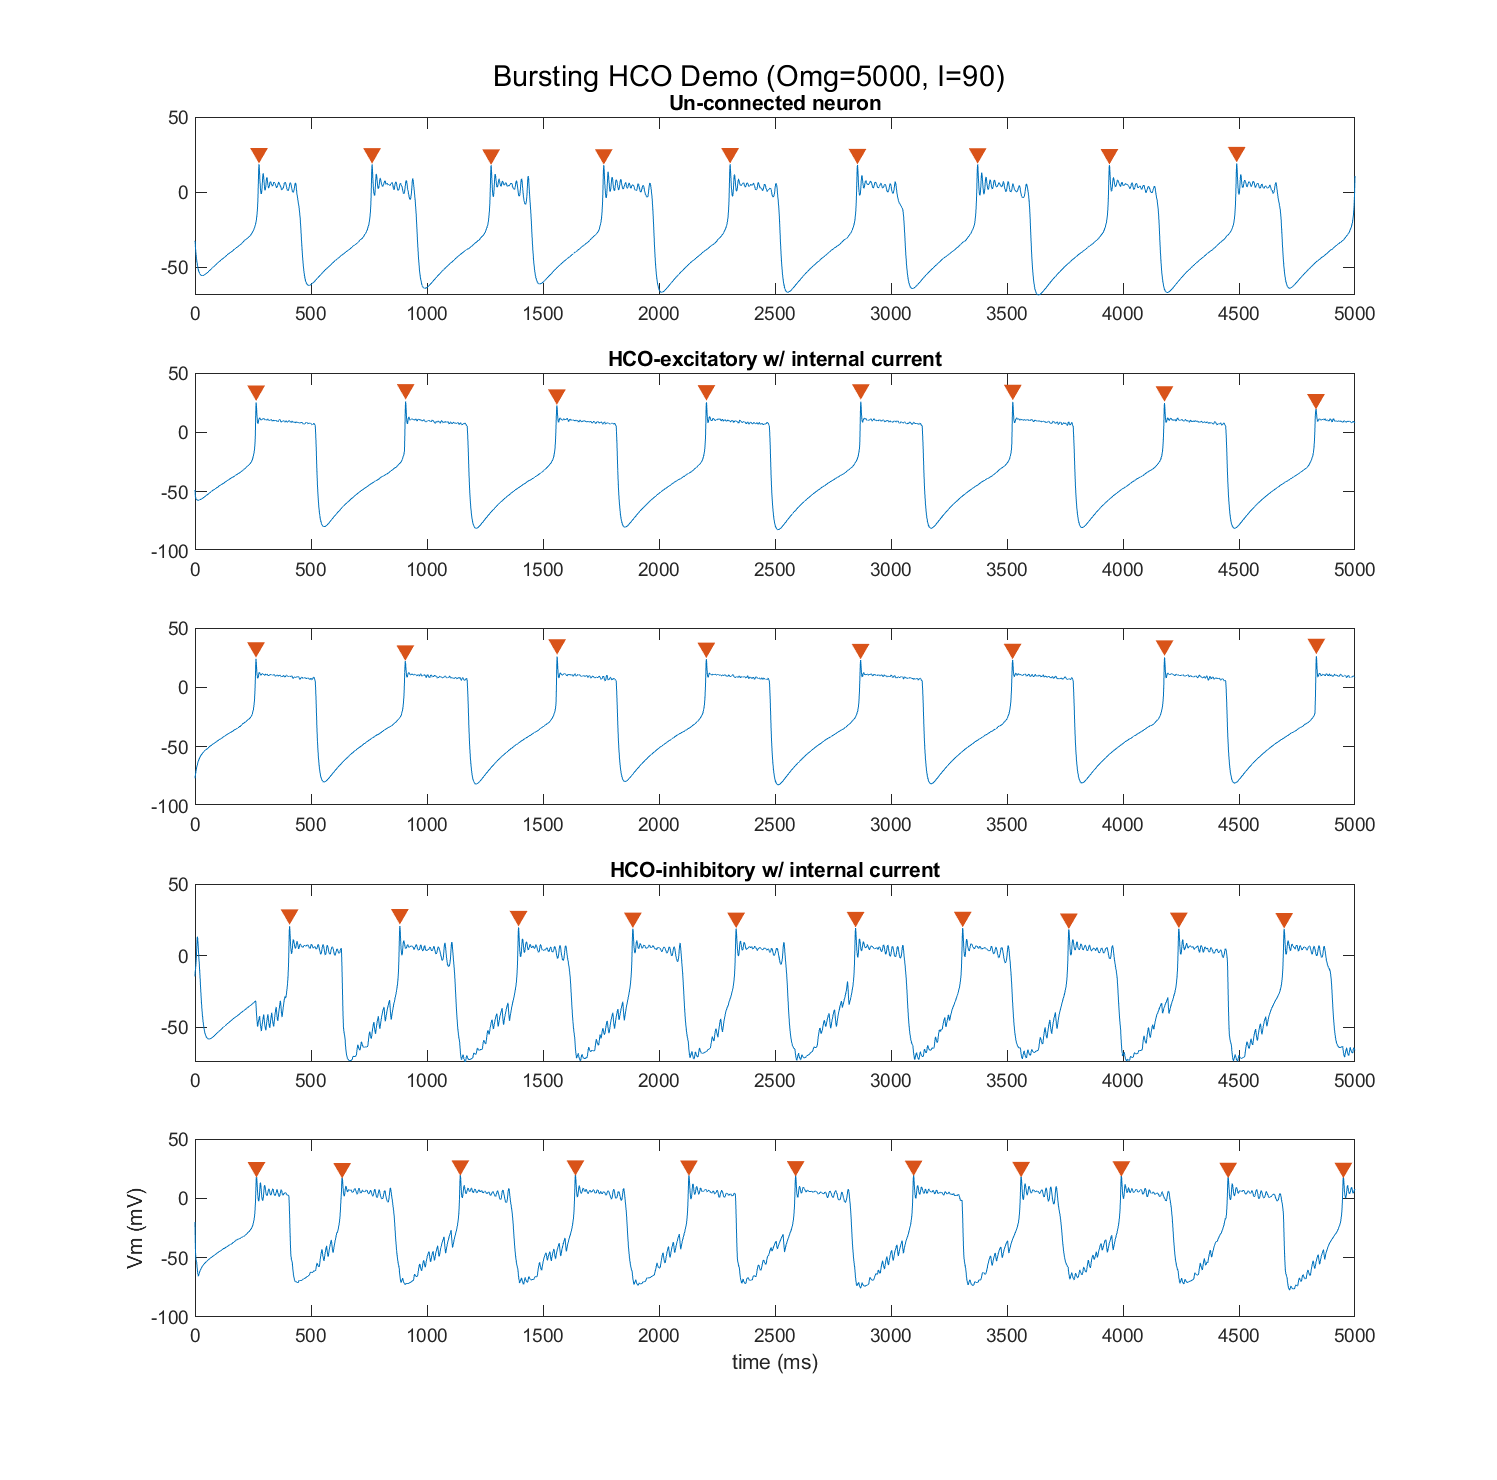 Bursting HCO Demo (Omg=5000, I=90)
Un-connected neuron
50
0
-50
0 500 1000 1500 2000 2500 3000 3500 4000 4500 5000
HCO-excitatory w/ internal current
50
0
-50
-100
0 500 1000 1500 2000 2500 3000 3500 4000 4500 5000
50
0
-50
-100
0 500 1000 1500 2000 2500 3000 3500 4000 4500 5000
HCO-inhibitory w/ internal current
50
0
-50
0 500 1000 1500 2000 2500 3000 3500 4000 4500 5000
50
0
-50
-100
Vm (mV)
0 500 1000 1500 2000 2500 3000 3500 4000 4500 5000
time (ms)